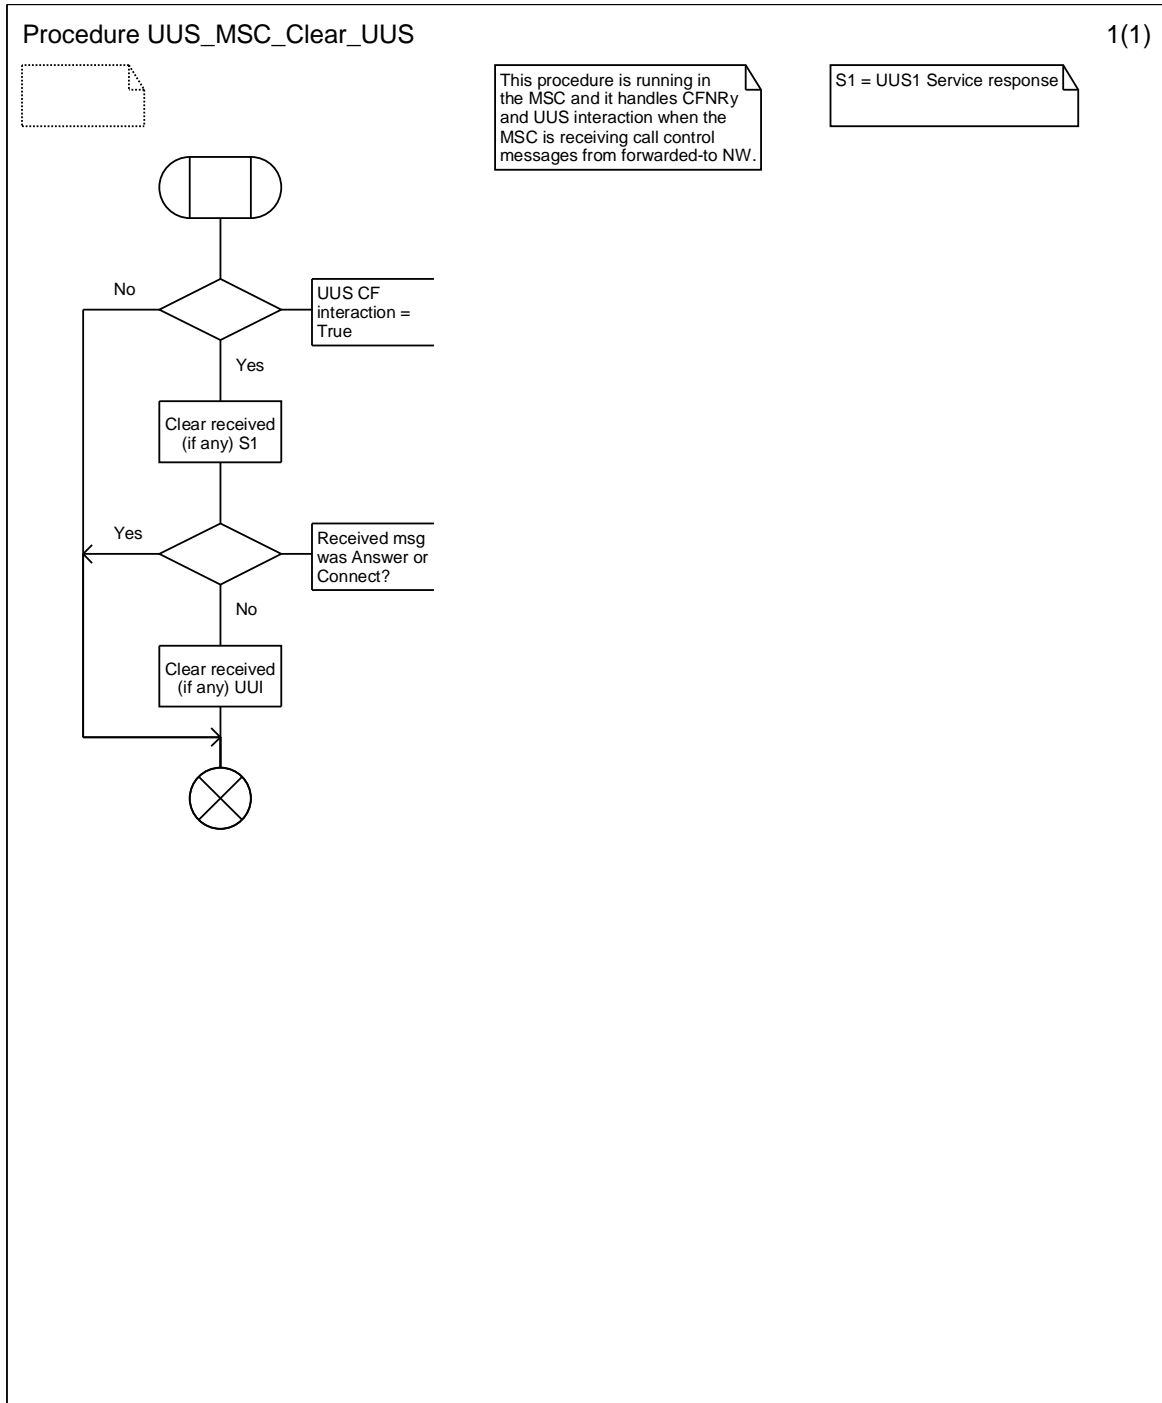 Procedure UUS_MSC_Clear_UUS
1(1)
This procedure is running in
the MSC and it handles CFNRy
and UUS interaction when the
MSC is receiving call control
messages from forwarded-to NW.
S1 = UUS1 Service response
No
UUS CF
interaction =
True
Yes
Clear received
(if any) S1
Yes
Received msg
was Answer or
Connect?
No
Clear received
(if any) UUI